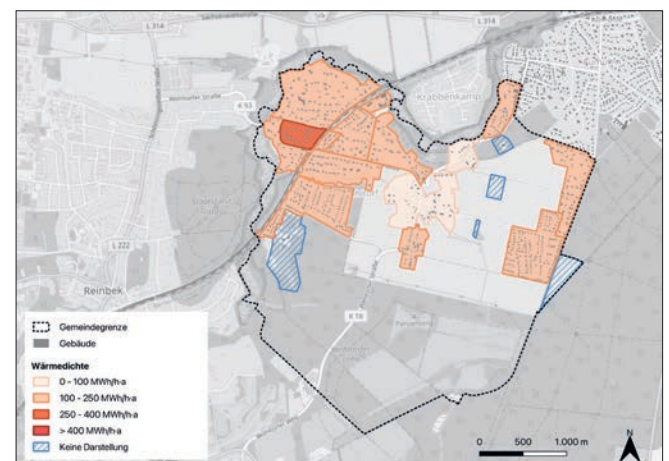 L 314
L 314
K 93
Krabbenkamp
L 222
Reinbek
K 18
Gemeindegrenze
Gebäude
Wärmedichte
0 - 100 MWh/h·a
100 - 250 MWh/h·a
250 - 400 MWh/h·a
> 400 MWh/h·a
Keine Darstellung
0 500 1.000 m
N